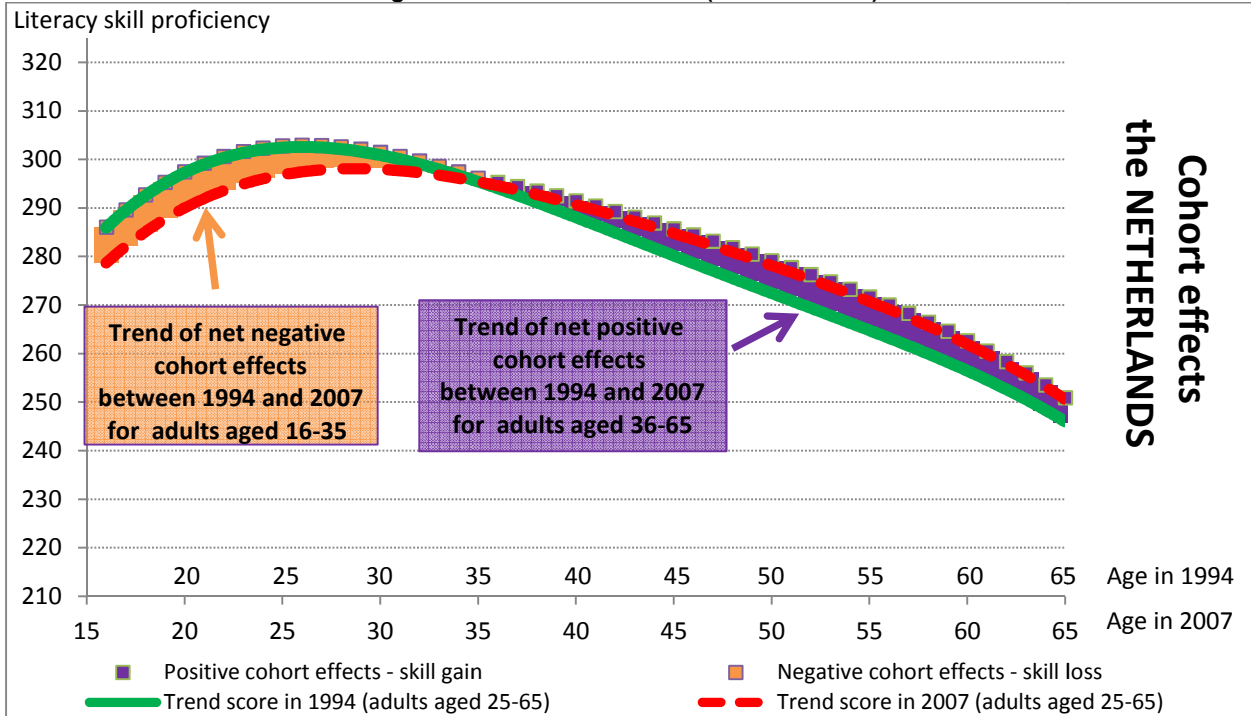 Literacy skill proficiency
320
310
300
290
280
270
260
250
240
230
220
210
Trend of net negative
cohort effects
between 1994 and 2007
for adults aged 16-35
Trend of net positive
cohort effects
between 1994 and 2007
for adults aged 36-65
Cohort effects
the NETHERLANDS
20 25 30 35 40 45 50 55 60 65 Age in 1994
15 20 25 30 35 40 45 50 55 60 65 Age in 2007
Positive cohort effects - skill gain
Negative cohort effects - skill loss
Trend score in 1994 (adults aged 25-65)
Trend score in 2007 (adults aged 25-65)